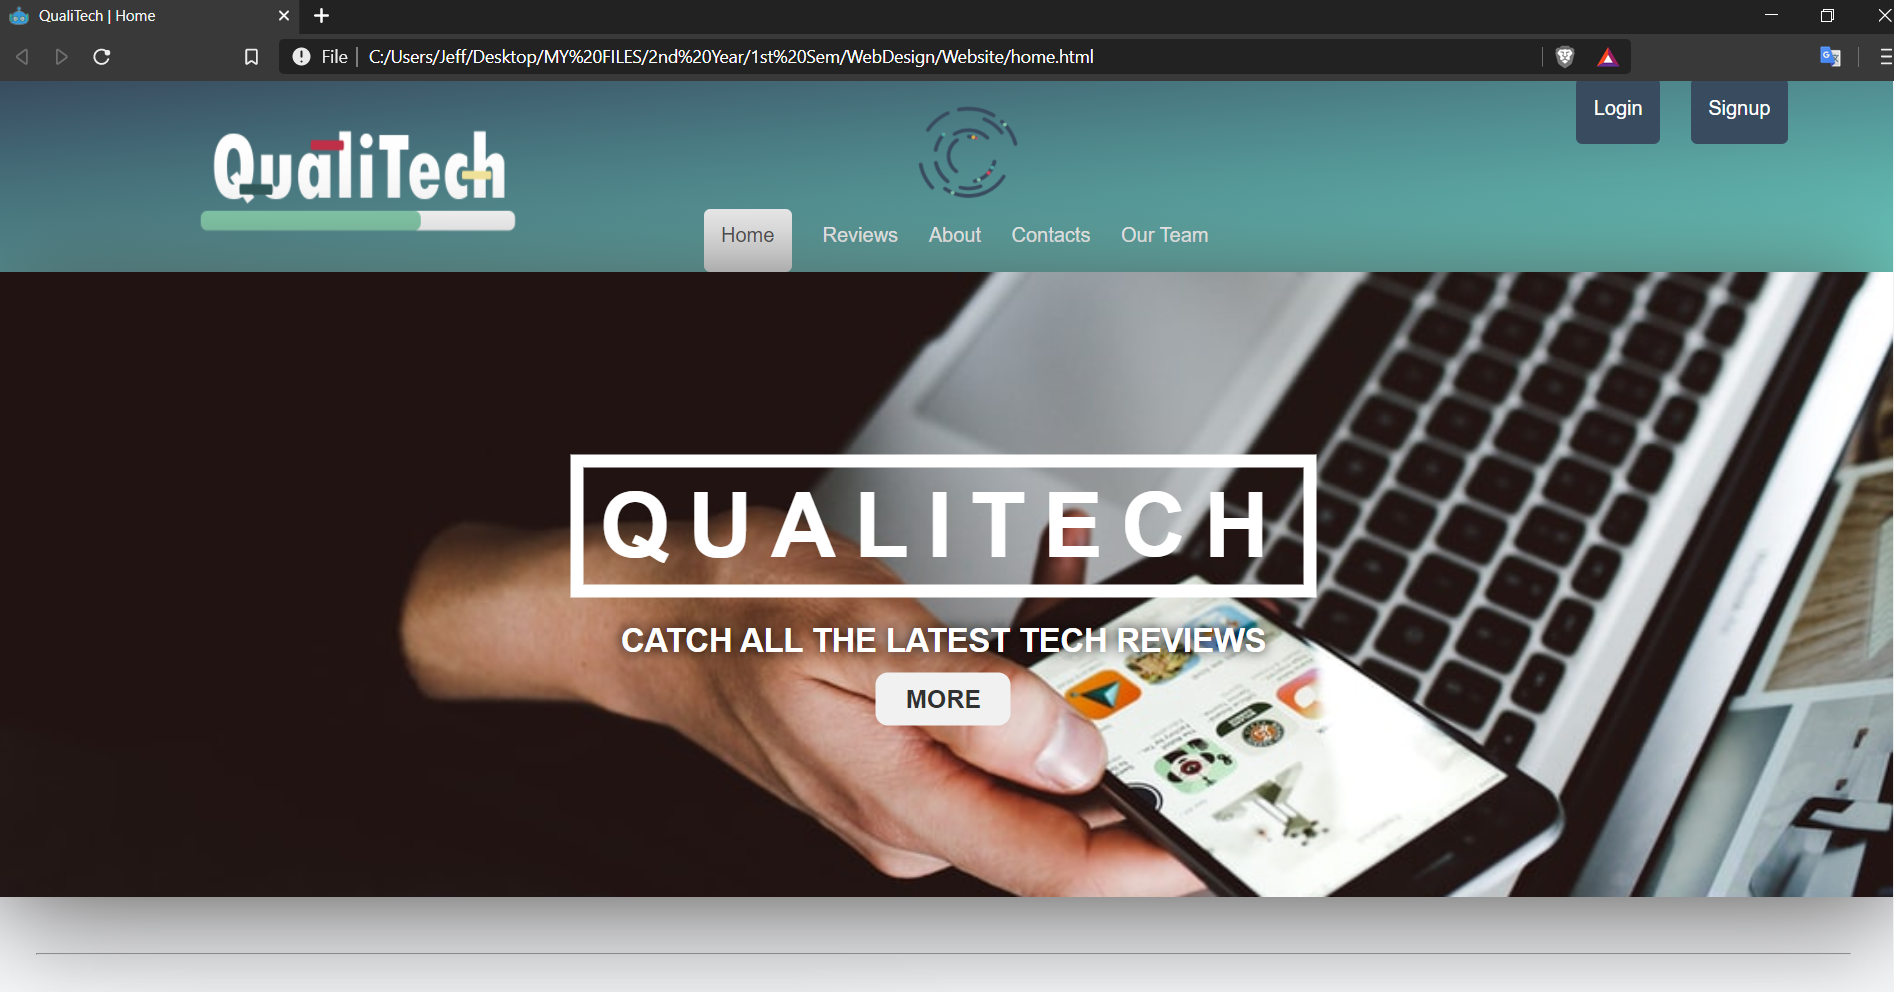 QualiTech | Home
File
C:/Users/Jeff/Desktop/MY%20FILES/2nd%20Year/1st%20Sem/WebDesign/Website/home.html
Login
Signup
QualiTech
Home
Reviews
About
Contacts
Our Team
QUALITECH
CATCH ALL THE LATEST TECH REVIEWS
MORE